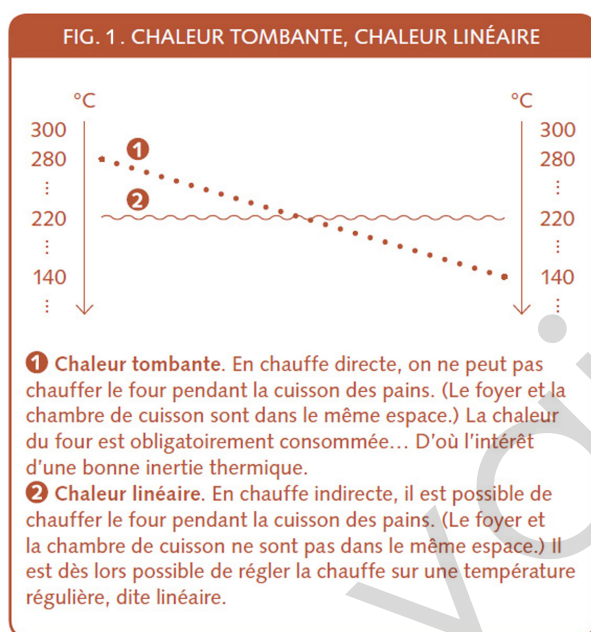 FIG. 1. CHALEUR TOMBANTE, CHALEUR LINÉAIRE
°C °C
300 300
280 ❶ 280
⋮ ⋮
220 ❷ 220
⋮ ⋮
140 140
⋮ ⋮
❶ Chaleur tombante. En chauffe directe, on ne peut pas
chauffer le four pendant la cuisson des pains. (Le foyer et la
chambre de cuisson sont dans le même espace.) La chaleur
du four est obligatoirement consommée… D'où l'intérêt
d'une bonne inertie thermique.
❷ Chaleur linéaire. En chauffe indirecte, il est possible de
chauffer le four pendant la cuisson des pains. (Le foyer et
la chambre de cuisson ne sont pas dans le même espace.) Il
est dès lors possible de régler la chauffe sur une température
régulière, dite linéaire.